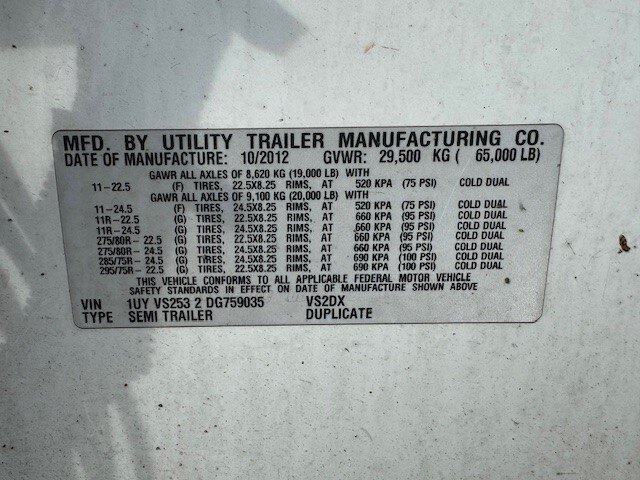 MFD. BY UTILITY TRAILER MANUFACTURING CO.
DATE OF MANUFACTURE: 10/2012 GVWR: 29,500 KG ( 65,000 LB)
GAWR ALL AXLES OF 8,620 KG (19,000 LB) WITH
11-22.5 (F) TIRES, 22.5X8.25 RIMS, AT 520 KPA (75 PSI) COLD DUAL
GAWR ALL AXLES OF 9,100 KG (20,000 LB) WITH
11-24.5 (F) TIRES, 24.5X8.25 RIMS, AT 520 KPA (75 PSI) COLD DUAL
11R-22.5 (G) TIRES, 22.5X8.25 RIMS, AT 660 KPA (95 PSI) COLD DUAL
11R-24.5 (G) TIRES, 24.5X8.25 RIMS, AT 660 KPA (95 PSI) COLD DUAL
275/80R- 22.5 (G) TIRES, 22.5X8.25 RIMS, AT 660 KPA (95 PSI) COLD DUAL
275/80R- 24.5 (G) TIRES, 24.5X8.25 RIMS, AT 660 KPA (95 PSI) COLD DUAL
285/75R- 24.5 (G) TIRES, 24.5X8.25 RIMS, AT 690 KPA (100 PSI) COLD DUAL
295/75R- 22.5 (G) TIRES, 22.5X8.25 RIMS, AT 690 KPA (100 PSI) COLD DUAL
THIS VEHICLE CONFORMS TO ALL APPLICABLE FEDERAL MOTOR VEHICLE
SAFETY STANDARDS IN EFFECT ON DATE OF MANUFACTURE SHOWN ABOVE
VIN 1UY VS253 2 DG759035 VS2DX
TYPE SEMI TRAILER DUPLICATE